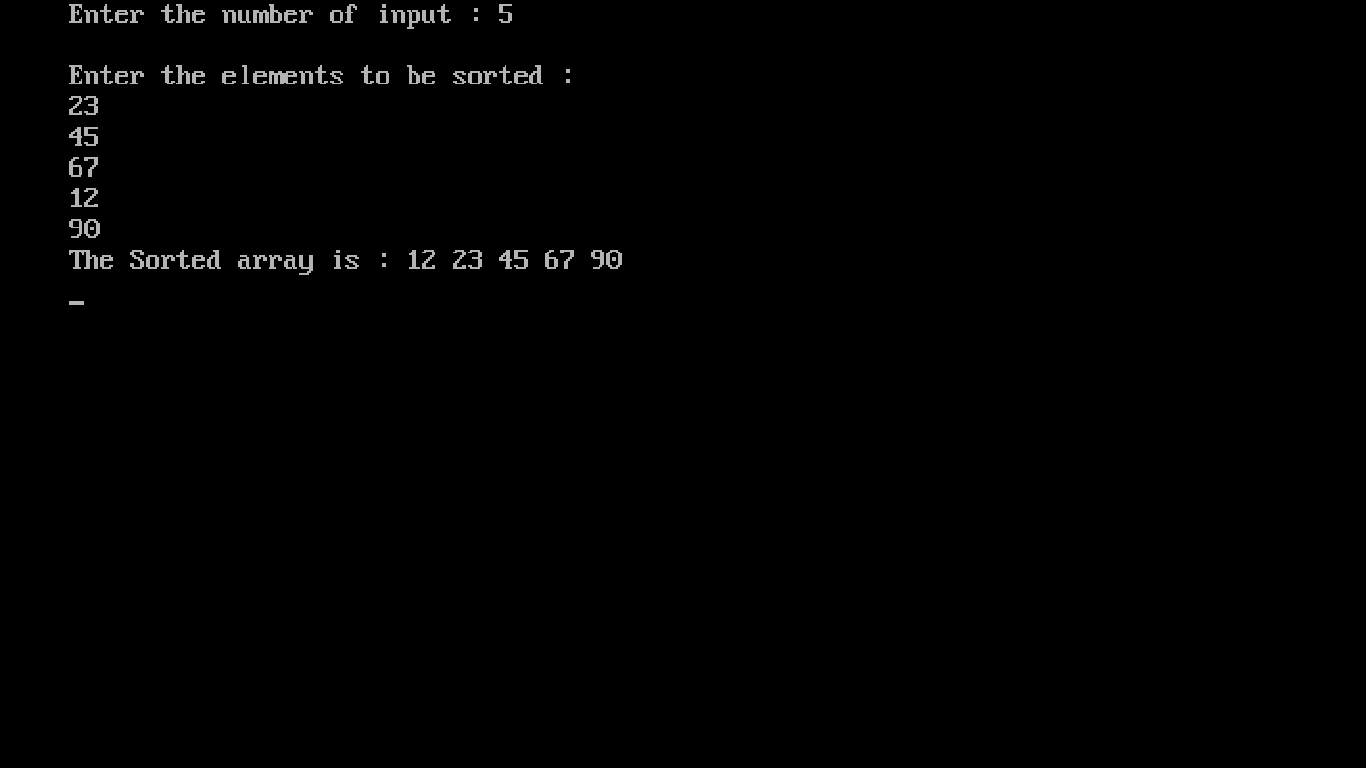 Enter the number of input : 5
Enter the elements to be sorted :
23
45
67
12
90
The Sorted array is : 12 23 45 67 90